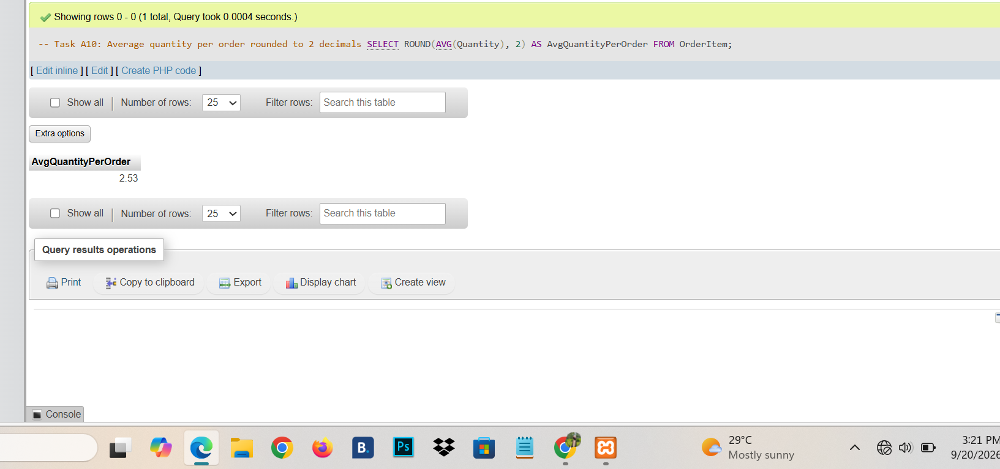 Showing rows 0 - 0 (1 total, Query took 0.0004 seconds.)
-- Task A10: Average quantity per order rounded to 2 decimals SELECT ROUND(AVG(Quantity), 2) AS AvgQuantityPerOrder FROM OrderItem;
[ Edit inline ] [ Edit ] [ Create PHP code ]
Show all | Number of rows: 25 Filter rows: Search this table
Extra options
AvgQuantityPerOrder
2.53
Show all | Number of rows: 25 Filter rows: Search this table
Query results operations
Print Copy to clipboard Export Display chart Create view
Console
B. Ps
29°C
Mostly sunny
3:21 PM
9/20/2026